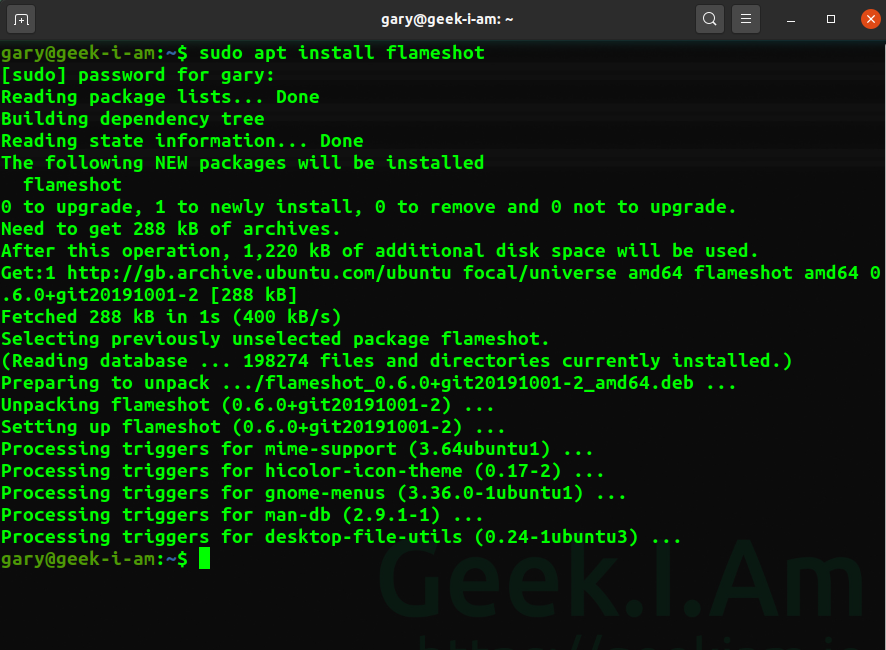 gary@geek-i-am: ~
gary@geek-i-am:~$ sudo apt install flameshot
[sudo] password for gary:
Reading package lists... Done
Building dependency tree
Reading state information... Done
The following NEW packages will be installed
  flameshot
0 to upgrade, 1 to newly install, 0 to remove and 0 not to upgrade.
Need to get 288 kB of archives.
After this operation, 1,220 kB of additional disk space will be used.
Get:1 http://gb.archive.ubuntu.com/ubuntu focal/universe amd64 flameshot amd64 0
.6.0+git20191001-2 [288 kB]
Fetched 288 kB in 1s (400 kB/s)
Selecting previously unselected package flameshot.
(Reading database ... 198274 files and directories currently installed.)
Preparing to unpack .../flameshot_0.6.0+git20191001-2_amd64.deb ...
Unpacking flameshot (0.6.0+git20191001-2) ...
Setting up flameshot (0.6.0+git20191001-2) ...
Processing triggers for mime-support (3.64ubuntu1) ...
Processing triggers for hicolor-icon-theme (0.17-2) ...
Processing triggers for gnome-menus (3.36.0-1ubuntu1) ...
Processing triggers for man-db (2.9.1-1) ...
Processing triggers for desktop-file-utils (0.24-1ubuntu3) ...
gary@geek-i-am:~$
Geek.I.Am